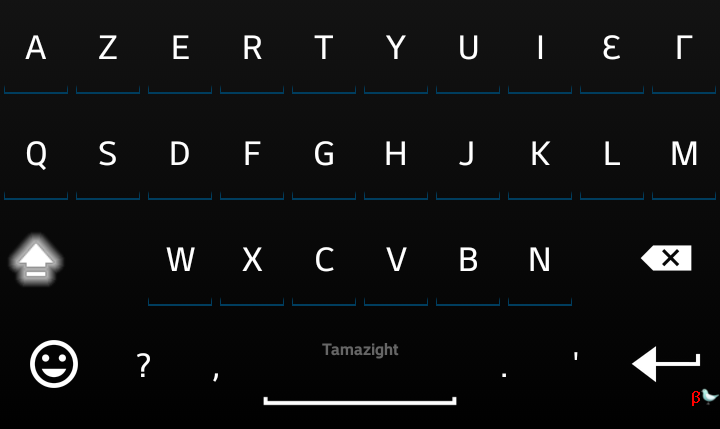 A Z E R T Y U I Ɛ Γ
Q S D F G H J K L M
W X C V B N
Tamazight
? , . '
β